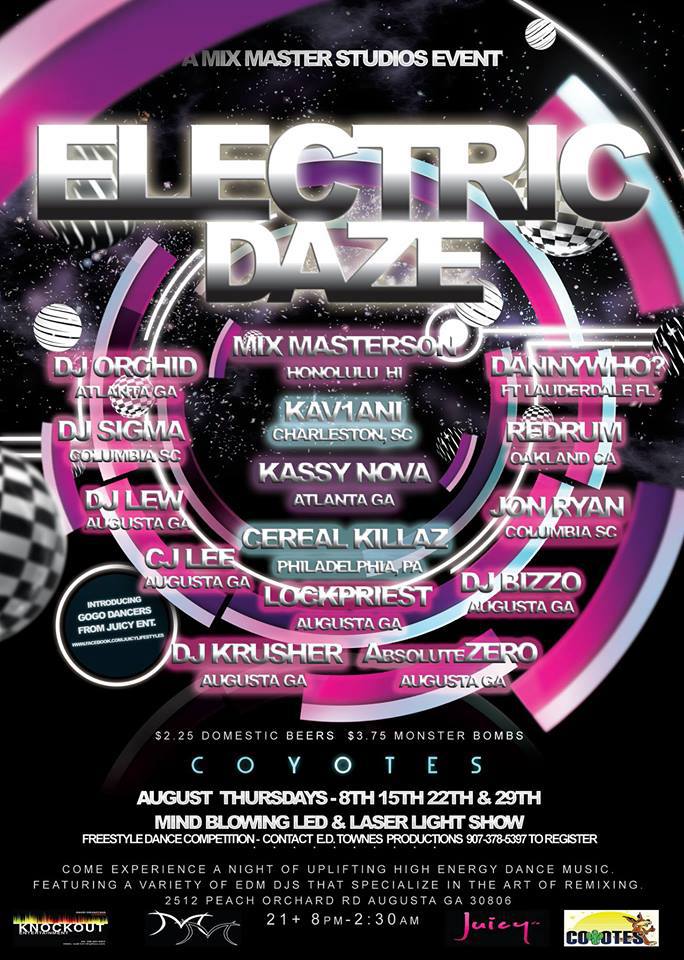 A MIX MASTER STUDIOS EVENT
ELECTRIC
DAZE
MIX MASTERSON
HONOLULU HI
DJ ORCHID
ATLANTA GA
DANNYWHO?
FT LAUDERDALE FL
KAV1ANI
CHARLESTON, SC
DJ SIGMA
COLUMBIA, SC
REDRUM
OAKLAND CA
KASSY NOVA
ATLANTA GA
DJ LEW
AUGUSTA GA
JON RYAN
COLUMBIA SC
CEREAL KILLAZ
PHILADELPHIA, PA
CJ LEE
AUGUSTA GA
LOCKPRIEST
AUGUSTA GA
DJ BIZZO
AUGUSTA GA
INTRODUCING
GOGO DANCERS
FROM JUICY ENT.
WWW.FACEBOOK.COM/JUICYLIFESTYLES
DJ KRUSHER
AUGUSTA GA
ABSOLUTEZERO
AUGUSTA GA
$2.25 DOMESTIC BEERS $3.75 MONSTER BOMBS
COYOTES
AUGUST THURSDAYS - 8TH 15TH 22TH & 29TH
MIND BLOWING LED & LASER LIGHT SHOW
FREESTYLE DANCE COMPETITION - CONTACT E.D. TOWNES PRODUCTIONS 907-378-5397 TO REGISTER
COME EXPERIENCE A NIGHT OF UPLIFTING HIGH ENERGY DANCE MUSIC.
FEATURING A VARIETY OF EDM DJS THAT SPECIALIZE IN THE ART OF REMIXING.
2512 PEACH ORCHARD RD AUGUSTA GA 30806
21+ 8PM-2:30AM
KNOCKOUT
ENTERTAINMENT
Juicy
COYOTES